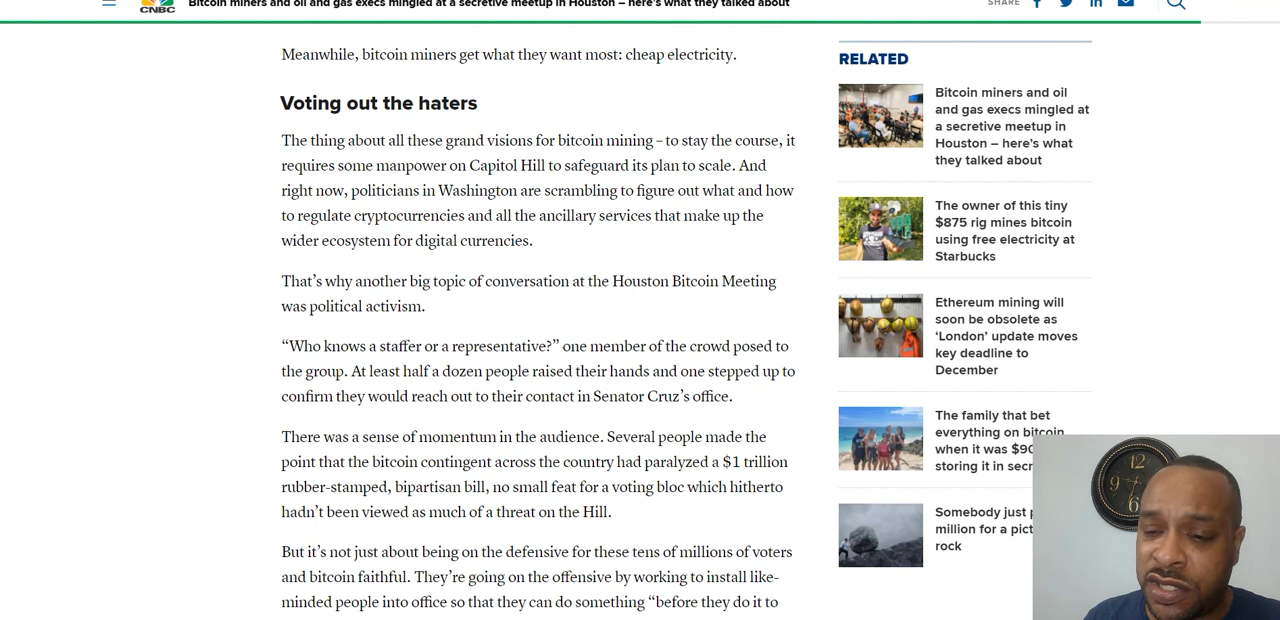 CNBC
Bitcoin miners and oil and gas execs mingled at a secretive meetup in Houston – here's what they talked about
SHARE
Meanwhile, bitcoin miners get what they want most: cheap electricity.
Voting out the haters
The thing about all these grand visions for bitcoin mining – to stay the course, it
requires some manpower on Capitol Hill to safeguard its plan to scale. And
right now, politicians in Washington are scrambling to figure out what and how
to regulate cryptocurrencies and all the ancillary services that make up the
wider ecosystem for digital currencies.
That's why another big topic of conversation at the Houston Bitcoin Meeting
was political activism.
“Who knows a staffer or a representative?” one member of the crowd posed to
the group. At least half a dozen people raised their hands and one stepped up to
confirm they would reach out to their contact in Senator Cruz's office.
There was a sense of momentum in the audience. Several people made the
point that the bitcoin contingent across the country had paralyzed a $1 trillion
rubber-stamped, bipartisan bill, no small feat for a voting bloc which hitherto
hadn't been viewed as much of a threat on the Hill.
But it's not just about being on the defensive for these tens of millions of voters
and bitcoin faithful. They're going on the offensive by working to install like-
minded people into office so that they can do something “before they do it to
RELATED
Bitcoin miners and oil
and gas execs mingled at
a secretive meetup in
Houston – here's what
they talked about
The owner of this tiny
$875 rig mines bitcoin
using free electricity at
Starbucks
Ethereum mining will
soon be obsolete as
‘London’ update moves
key deadline to
December
The family that bet
everything on bitcoin
when it was $90
storing it in secr
Somebody just p
million for a pict
rock
12
9
6